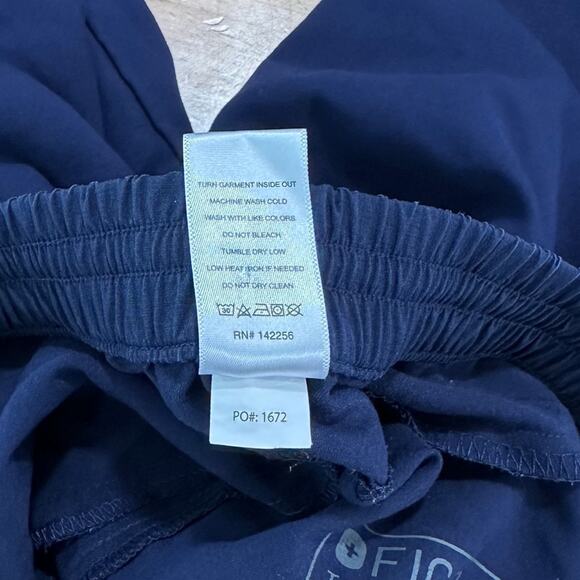 TURN GARMENT INSIDE OUT
MACHINE WASH COLD
WASH WITH LIKE COLORS
DO NOT BLEACH
TUMBLE DRY LOW
LOW HEAT IRON IF NEEDED
DO NOT DRY CLEAN
30
RN# 142256
PO#: 1672